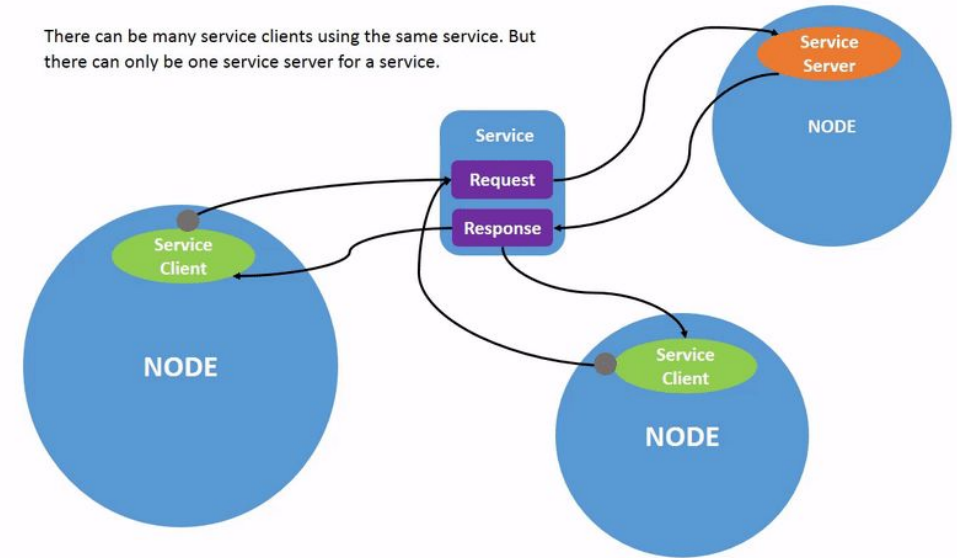 There can be many service clients using the same service. But
there can only be one service server for a service.
Service
Server
NODE
Service
Request
Response
Service
Client
NODE
Service
Client
NODE